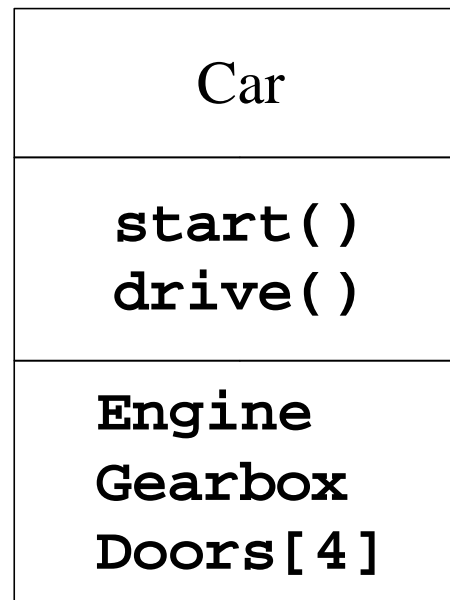 Car
start()
drive()
Engine
Gearbox
Doors[4]